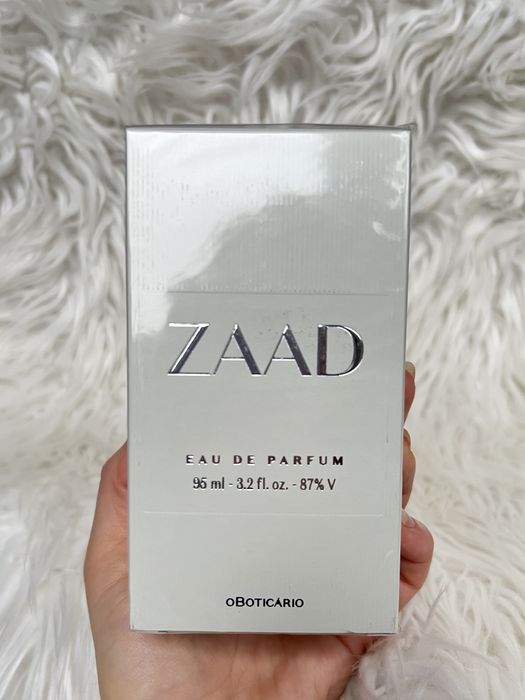 ZAAD
EAU DE PARFUM
95 ml - 3.2 fl. oz. - 87% V
oBOTICÁRIO